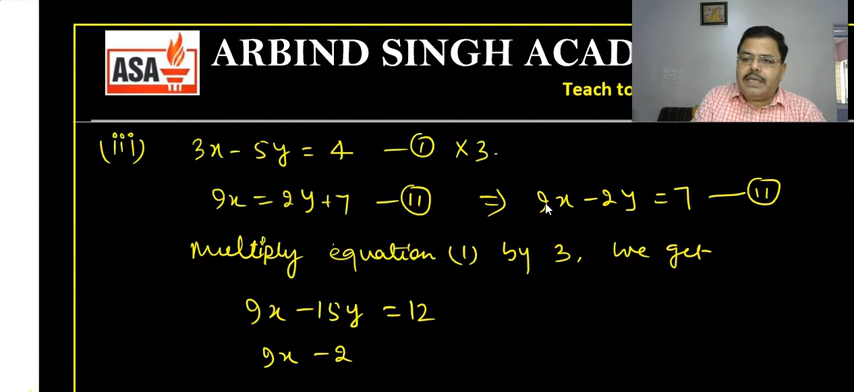 ARBIND SINGH ACAD
ASA
Teach to
(iii) 3x - 5y = 4 — (I) × 3.
9x = 2y + 7 — (II) ⇒ 9x - 2y = 7 — (II)
Multiply equation (1) by 3, we get
9x - 15y = 12
9x - 2